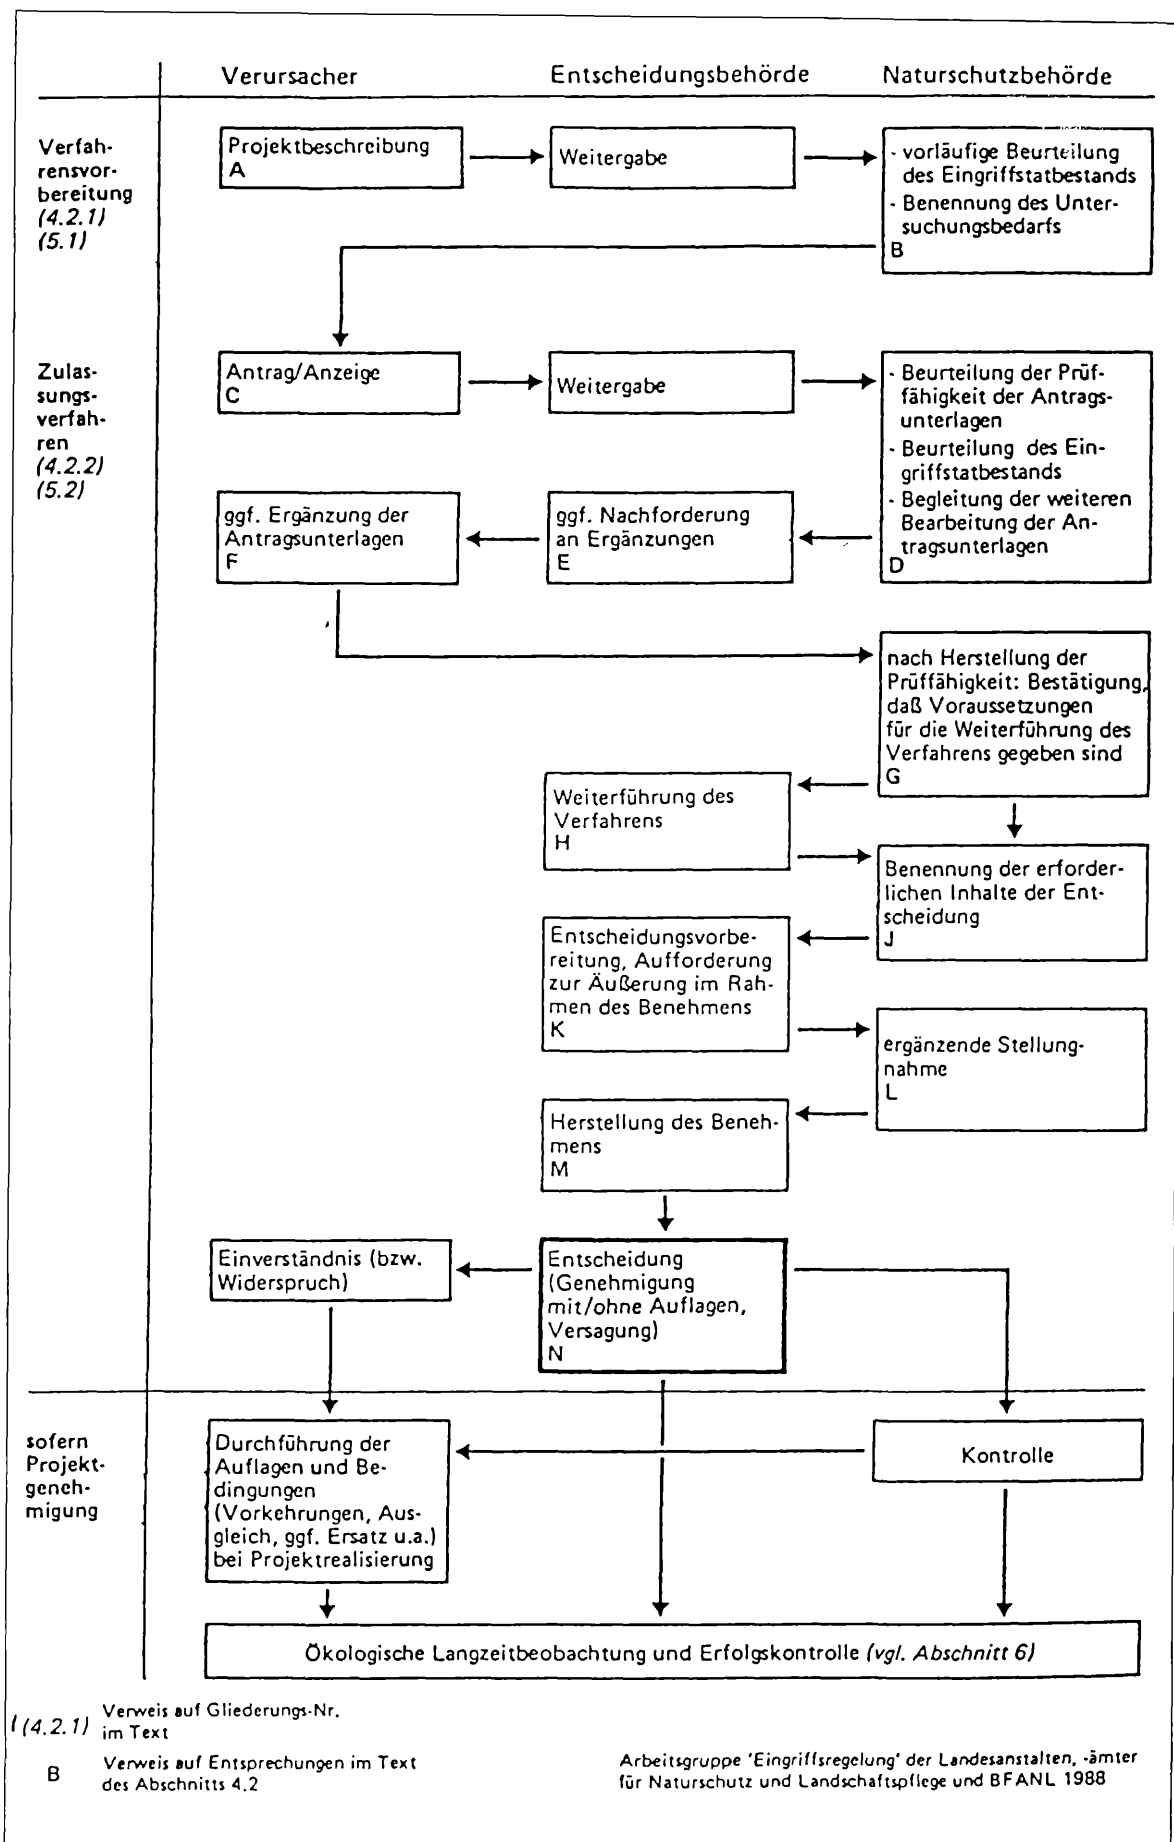 Verursacher
Entscheidungsbehörde
Naturschutzbehörde
Verfah-
rensvor-
bereitung
(4.2.1)
(5.1)
Projektbeschreibung
A
Weitergabe
- vorläufige Beurteilung
des Eingriffstatbestands
- Benennung des Unter-
suchungsbedarfs
B
Zulas-
sungs-
verfah-
ren
(4.2.2)
(5.2)
Antrag/Anzeige
C
Weitergabe
- Beurteilung der Prüf-
fähigkeit der Antrags-
unterlagen
- Beurteilung des Ein-
griffstatbestands
- Begleitung der weiteren
Bearbeitung der An-
tragsunterlagen
D
ggf. Nachforderung
an Ergänzungen
E
ggf. Ergänzung der
Antragsunterlagen
F
nach Herstellung der
Prüffähigkeit: Bestätigung,
daß Voraussetzungen
für die Weiterführung des
Verfahrens gegeben sind
G
Weiterführung des
Verfahrens
H
Benennung der erforder-
lichen Inhalte der Ent-
scheidung
J
Entscheidungsvorbe-
reitung, Aufforderung
zur Äußerung im Rah-
men des Benehmens
K
ergänzende Stellung-
nahme
L
Herstellung des Beneh-
mens
M
Entscheidung
(Genehmigung
mit/ohne Auflagen,
Versagung)
N
Einverständnis (bzw.
Widerspruch)
sofern
Projekt-
geneh-
migung
Durchführung der
Auflagen und Be-
dingungen
(Vorkehrungen, Aus-
gleich, ggf. Ersatz u.a.)
bei Projektrealisierung
Kontrolle
Ökologische Langzeitbeobachtung und Erfolgskontrolle (vgl. Abschnitt 6)
(4.2.1) Verweis auf Gliederungs-Nr.
im Text
B Verweis auf Entsprechungen im Text
des Abschnitts 4.2
Arbeitsgruppe 'Eingriffsregelung' der Landesanstalten, -ämter
für Naturschutz und Landschaftspflege und BFANL 1988